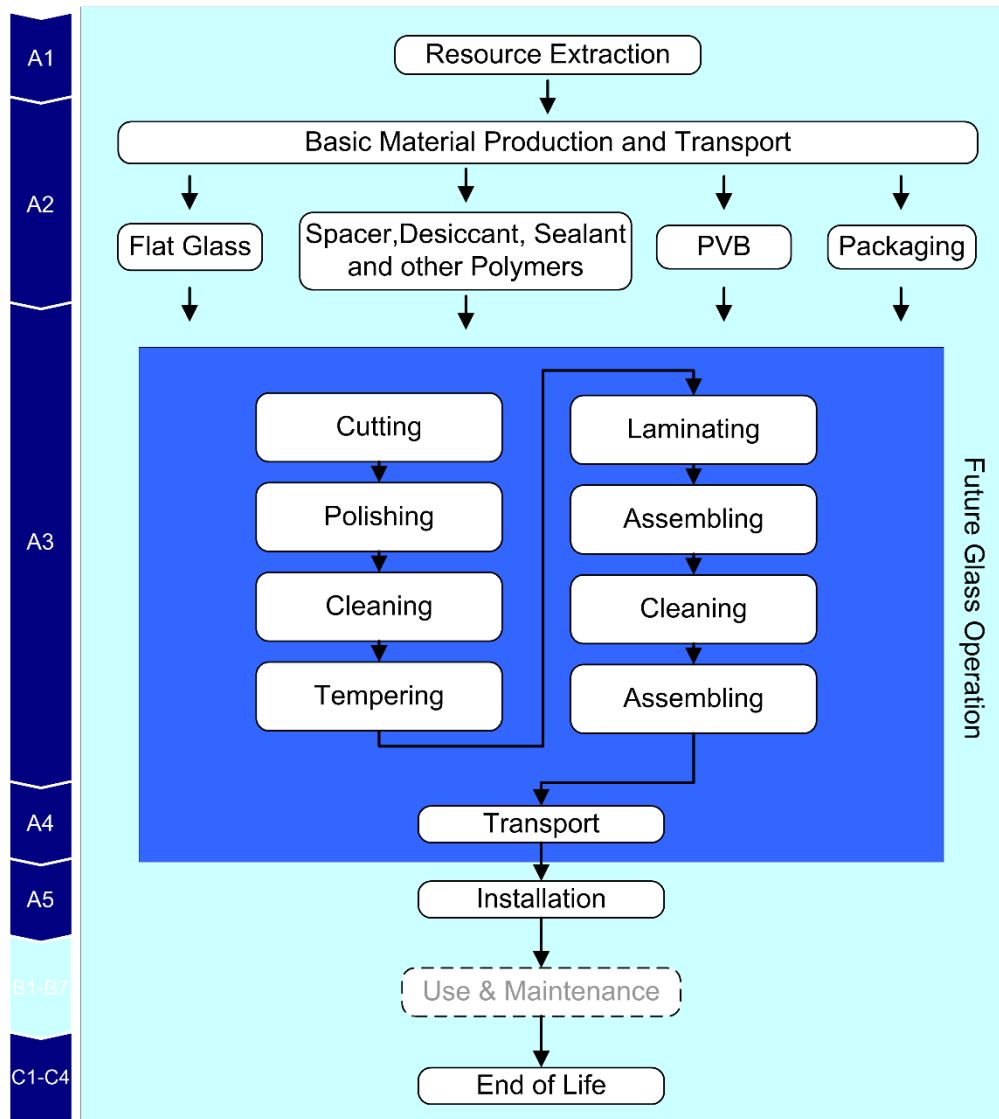 A1
Resource Extraction
Basic Material Production and Transport
A2
Flat Glass
Spacer,Desiccant, Sealant
and other Polymers
PVB
Packaging
A3
Cutting
Polishing
Cleaning
Tempering
Laminating
Assembling
Cleaning
Assembling
Future Glass Operation
A4
Transport
A5
Installation
B1-B7
Use & Maintenance
C1-C4
End of Life